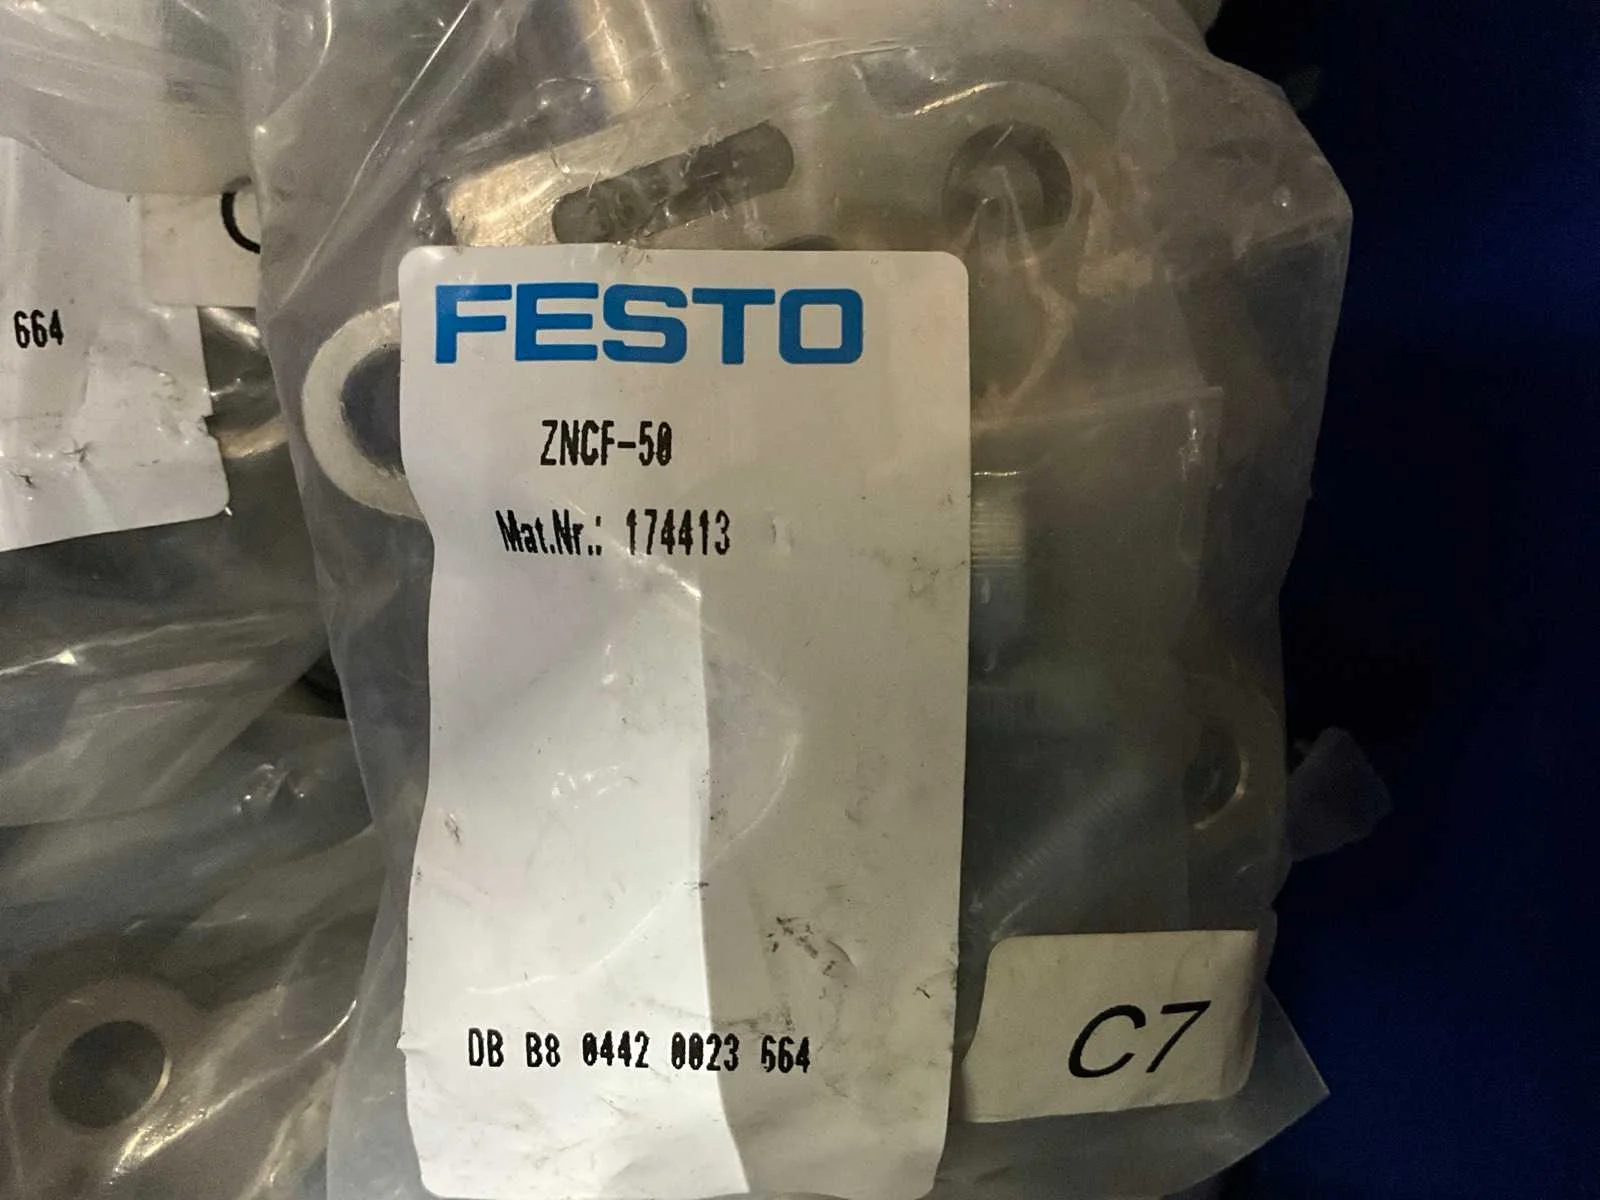 664
FESTO
ZNCF-50
Mat.Nr.: 174413
DB B8 0442 0023 664
C7